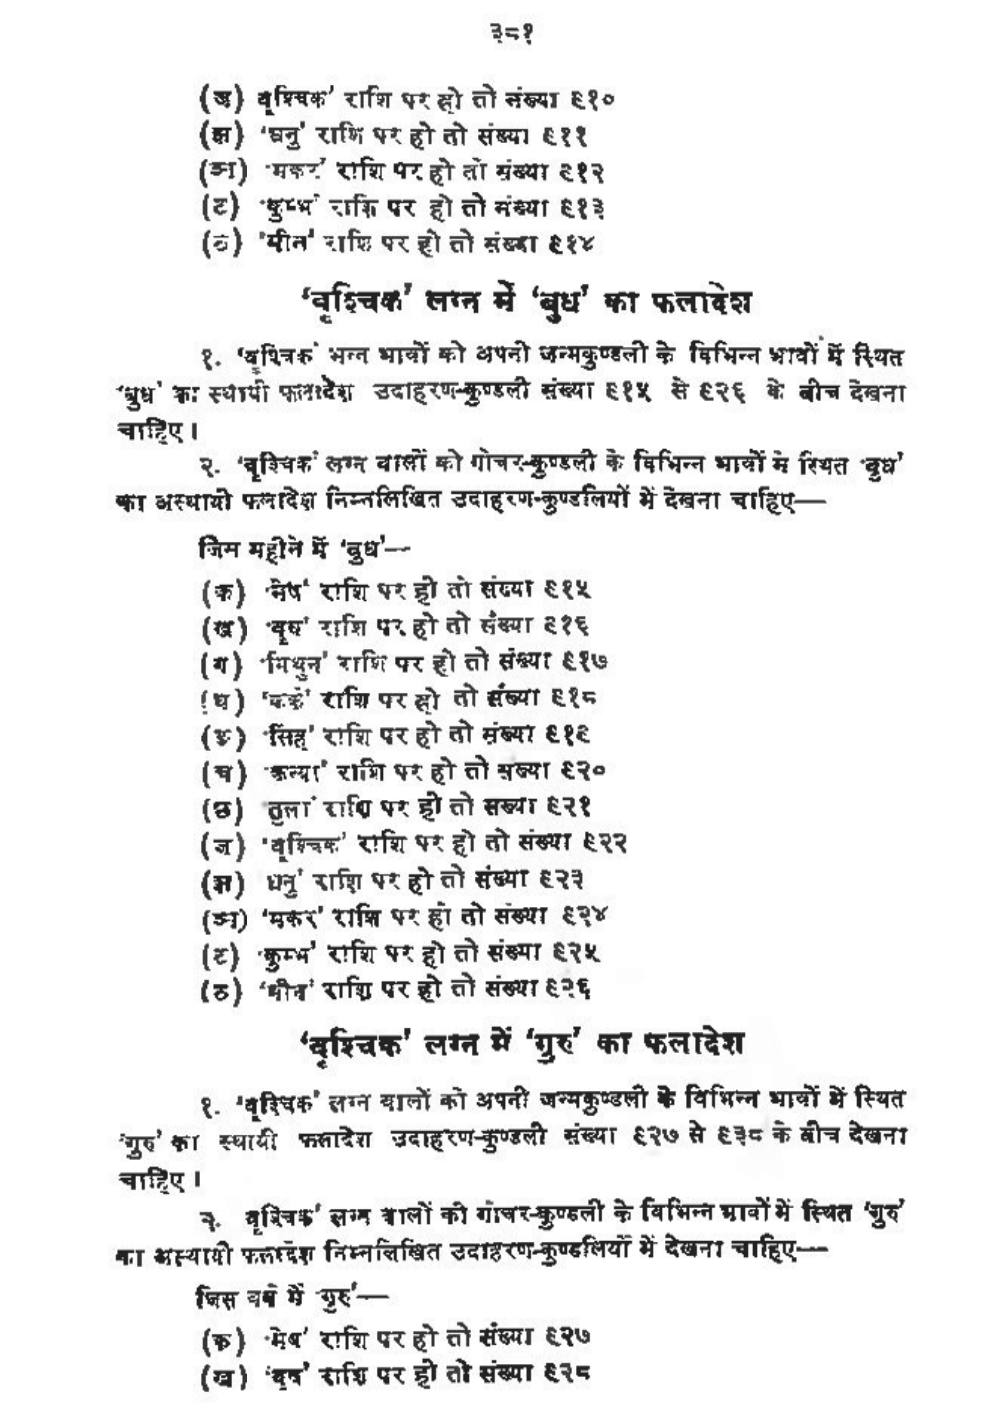 ३८१
(ज) वृश्चिक' राशि पर हो तो संख्या ६१०
(झ) 'धनु' राशि पर हो तो संख्या ६११
(ञ) 'मकर' राशि पर हो तो संख्या ६१२
(ट) 'कुम्भ' राशि पर हो तो संख्या ६१३
(ठ) 'मीन' राशि पर हो तो संख्या ६१४
'वृश्चिक' लग्न में 'बुध' का फलादेश
१. 'वृश्चिक' भग्न भावों को अपनी जन्मकुण्डली के विभिन्न भावों में स्थित
'बुध' का स्थायी फलादेश उदाहरण-कुण्डली संख्या ६१५ से ६२६ के बीच देखना
चाहिए।
२. 'वृश्चिक' लग्न वालों को गोचर-कुण्डली के विभिन्न भावों में स्थित 'बुध'
का अस्थायी फलादेश निम्नलिखित उदाहरण-कुण्डलियों में देखना चाहिए—
जिस महीने में 'बुध'—
(क) 'मेष' राशि पर हो तो संख्या ६१५
(ख) 'वृष' राशि पर हो तो संख्या ६१६
(ग) 'मिथुन' राशि पर हो तो संख्या ६१७
(घ) 'कर्क' राशि पर हो तो संख्या ६१८
(ङ) 'सिंह' राशि पर हो तो संख्या ६१६
(च) 'कन्या' राशि पर हो तो संख्या ६२०
(छ) 'तुला' राशि पर हो तो संख्या ६२१
(ज) 'वृश्चिक' राशि पर हो तो संख्या ६२२
(झ) धनु' राशि पर हो तो संख्या ६२३
(ञ) 'मकर' राशि पर हो तो संख्या ६२४
(ट) 'कुम्भ' राशि पर हो तो संख्या ६२५
(ठ) 'मीन' राशि पर हो तो संख्या ६२६
'वृश्चिक' लग्न में 'गुरु' का फलादेश
१. 'वृश्चिक' लग्न वालों को अपनी जन्मकुण्डली के विभिन्न भावों में स्थित
'गुरु' का स्थायी फलादेश उदाहरण-कुण्डली संख्या ६२७ से ६३८ के बीच देखना
चाहिए।
२. वृश्चिक' लग्न वालों को गोचर-कुण्डली के विभिन्न भावों में स्थित 'गुरु'
का अस्थायी फलादेश निम्नलिखित उदाहरण-कुण्डलियों में देखना चाहिए—
जिस वर्ष में 'गुरु'—
(क) 'मेष' राशि पर हो तो संख्या ६२७
(ख) 'वृष' राशि पर हो तो संख्या ६२८